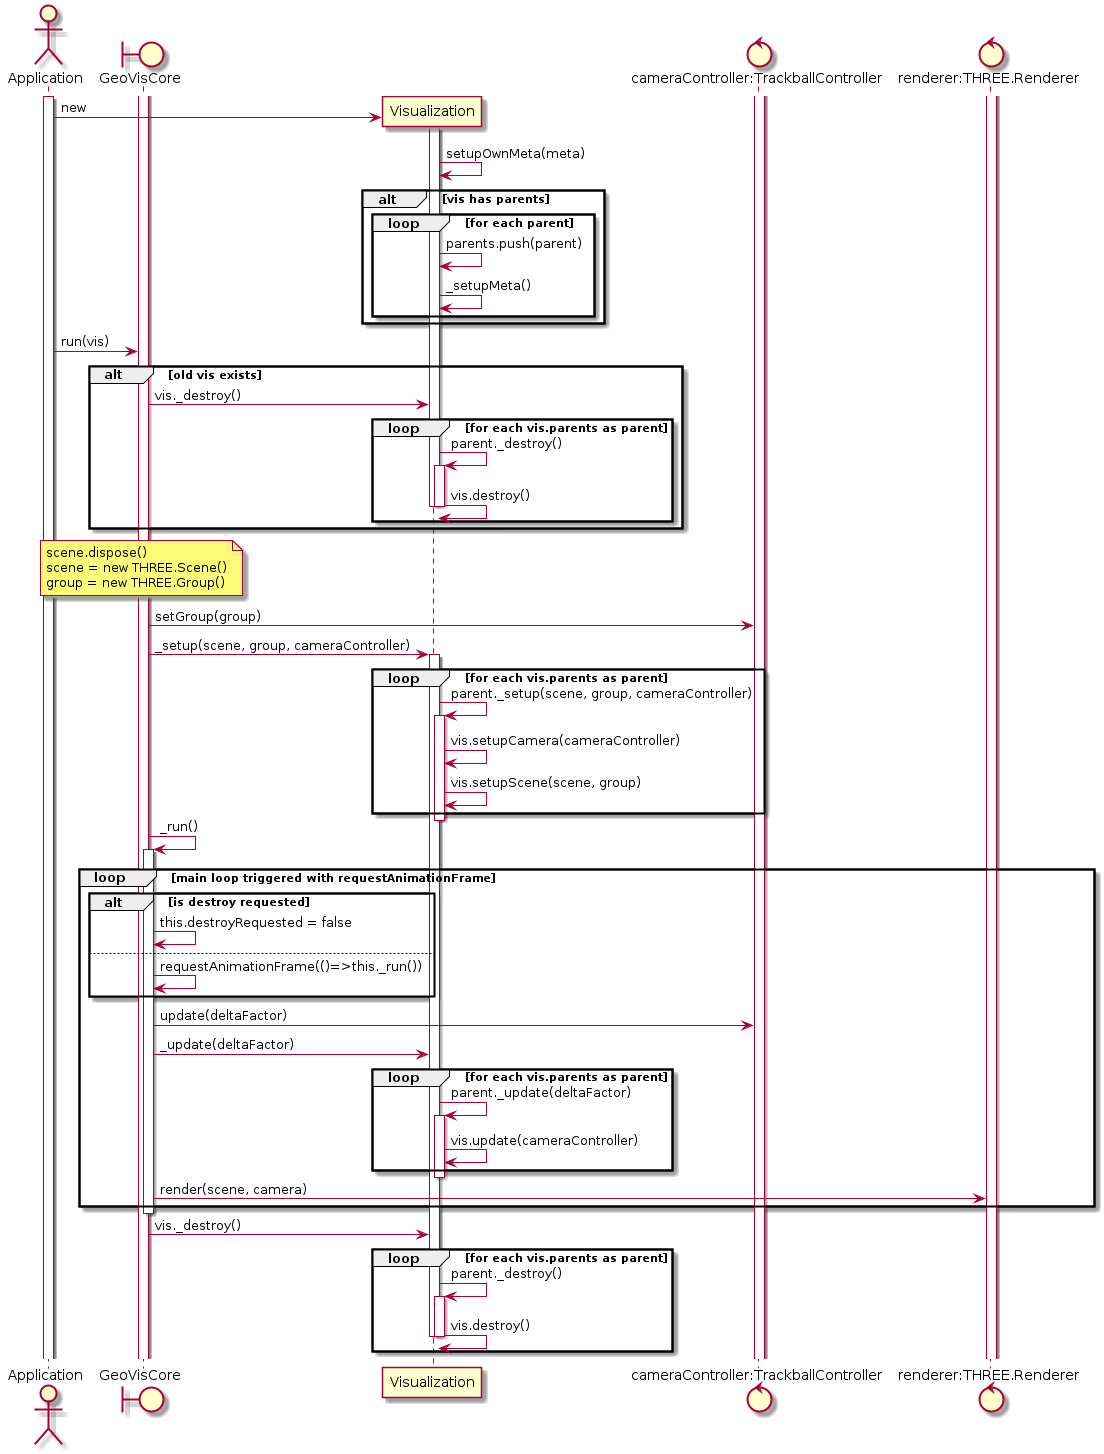 Application
GeoVisCore
cameraController:TrackballController
renderer:THREE.Renderer
new
Visualization
setupOwnMeta(meta)
alt [vis has parents]
loop [for each parent]
parents.push(parent)
_setupMeta()
run(vis)
alt [old vis exists]
vis._destroy()
loop [for each vis.parents as parent]
parent._destroy()
vis.destroy()
scene.dispose()
scene = new THREE.Scene()
group = new THREE.Group()
setGroup(group)
_setup(scene, group, cameraController)
loop [for each vis.parents as parent]
parent._setup(scene, group, cameraController)
vis.setupCamera(cameraController)
vis.setupScene(scene, group)
_run()
loop [main loop triggered with requestAnimationFrame]
alt [is destroy requested]
this.destroyRequested = false
requestAnimationFrame(()=>this._run())
update(deltaFactor)
_update(deltaFactor)
loop [for each vis.parents as parent]
parent._update(deltaFactor)
vis.update(cameraController)
render(scene, camera)
vis._destroy()
loop [for each vis.parents as parent]
parent._destroy()
vis.destroy()
Application
GeoVisCore
Visualization
cameraController:TrackballController
renderer:THREE.Renderer